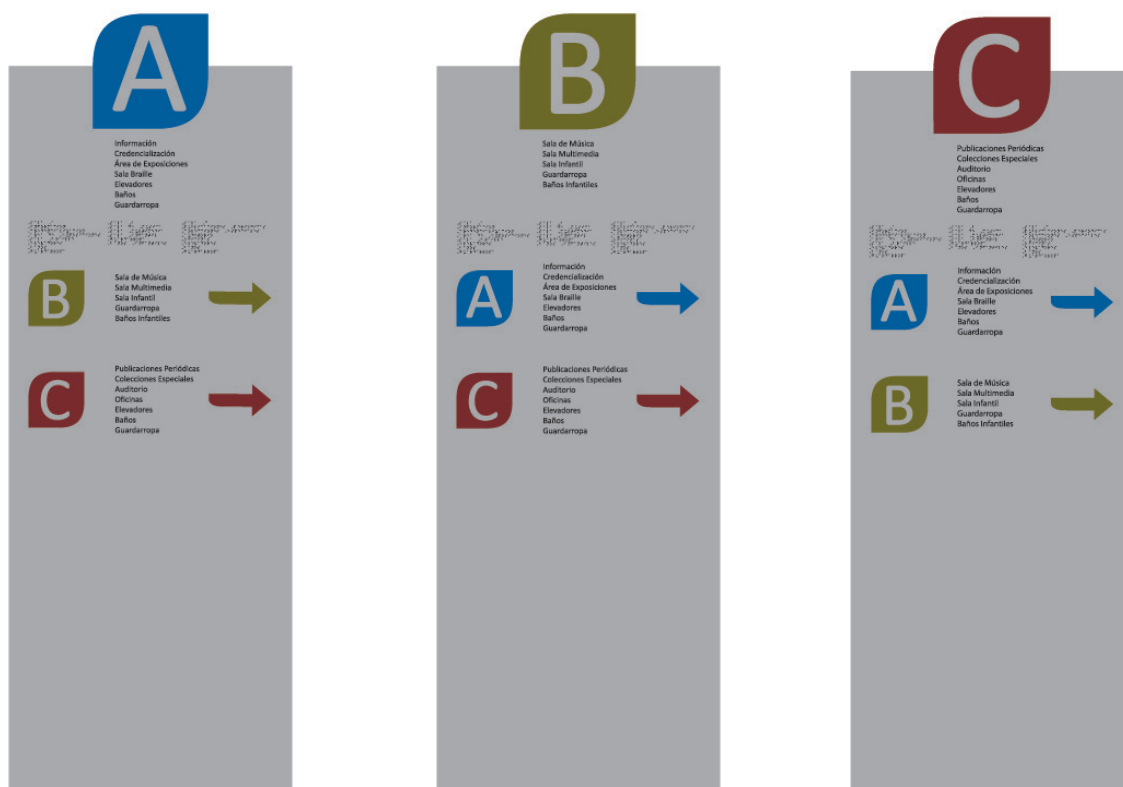 A
Información
Credencialización
Área de Exposiciones
Sala Braille
Elevadores
Baños
Guardarropa
B
Sala de Música
Sala Multimedia
Sala Infantil
Guardarropa
Baños Infantiles
C
Publicaciones Periódicas
Colecciones Especiales
Auditorio
Oficinas
Elevadores
Baños
Guardarropa
B
Sala de Música
Sala Multimedia
Sala Infantil
Guardarropa
Baños Infantiles
A
Información
Credencialización
Área de Exposiciones
Sala Braille
Elevadores
Baños
Guardarropa
C
Publicaciones Periódicas
Colecciones Especiales
Auditorio
Oficinas
Elevadores
Baños
Guardarropa
C
Publicaciones Periódicas
Colecciones Especiales
Auditorio
Oficinas
Elevadores
Baños
Guardarropa
A
Información
Credencialización
Área de Exposiciones
Sala Braille
Elevadores
Baños
Guardarropa
B
Sala de Música
Sala Multimedia
Sala Infantil
Guardarropa
Baños Infantiles